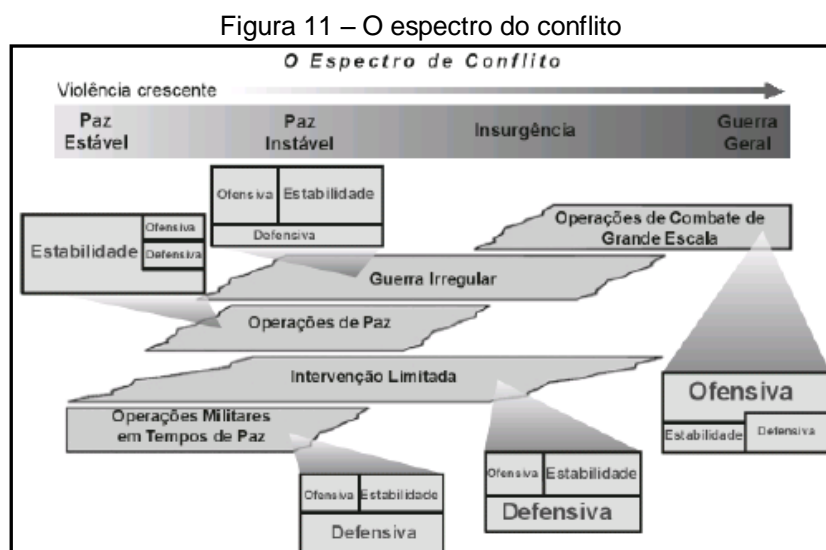 Figura 11 – O espectro do conflito
O Espectro de Conflito
Violência crescente
Paz
Estável
Paz
Instável
Insurgência
Guerra
Geral
Ofensiva
Estabilidade
Defensiva
Estabilidade
Ofensiva
Defensiva
Operações de Combate de
Grande Escala
Guerra Irregular
Operações de Paz
Intervenção Limitada
Operações Militares
em Tempos de Paz
Ofensiva
Estabilidade
Defensiva
Ofensiva
Estabilidade
Defensiva
Ofensiva
Estabilidade
Defensiva